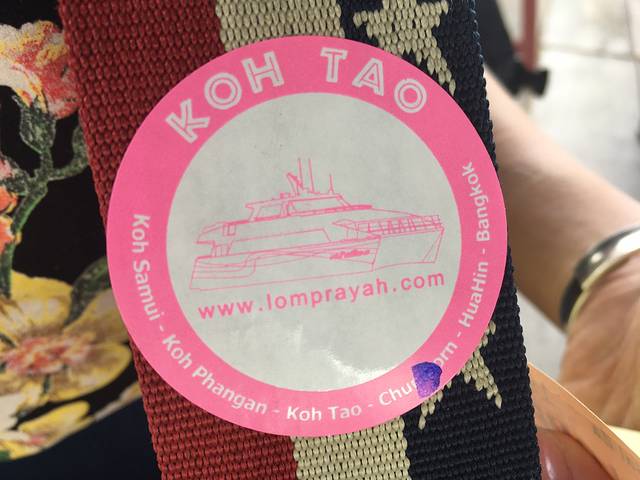 KOH TAO
www.lomprayah.com
Koh Samui - Koh Phangan - Koh Tao - - HuaHin - Bangkok